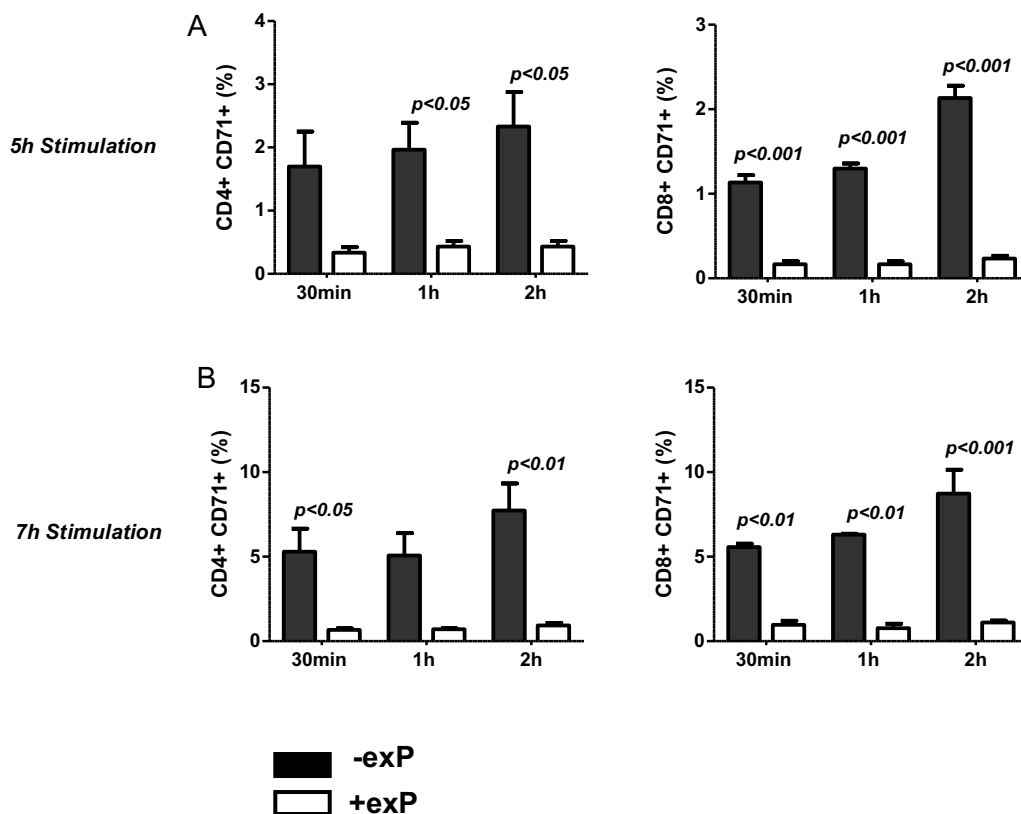 A
5h Stimulation
CD4+ CD71+ (%)
4
3
2
1
0
p<0.05
p<0.05
30min 1h 2h
CD8+ CD71+ (%)
3
2
1
0
p<0.001
p<0.001
p<0.001
30min 1h 2h
B
7h Stimulation
CD4+ CD71+ (%)
15
10
5
0
p<0.05
p<0.01
30min 1h 2h
CD8+ CD71+ (%)
15
10
5
0
p<0.01
p<0.01
p<0.001
30min 1h 2h
-exP
+exP